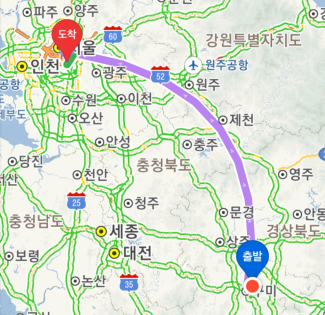 파주
양주
도착
서울
60
강원특별자치도
인천
광주
52
원주공항
원주
수원
이천
오산
제천
안성
충주
당진
충청북도
영주
천안
25
청주
문경
안동
충청남도
세종
상주
경상북도
대전
출발
보령
논산
35